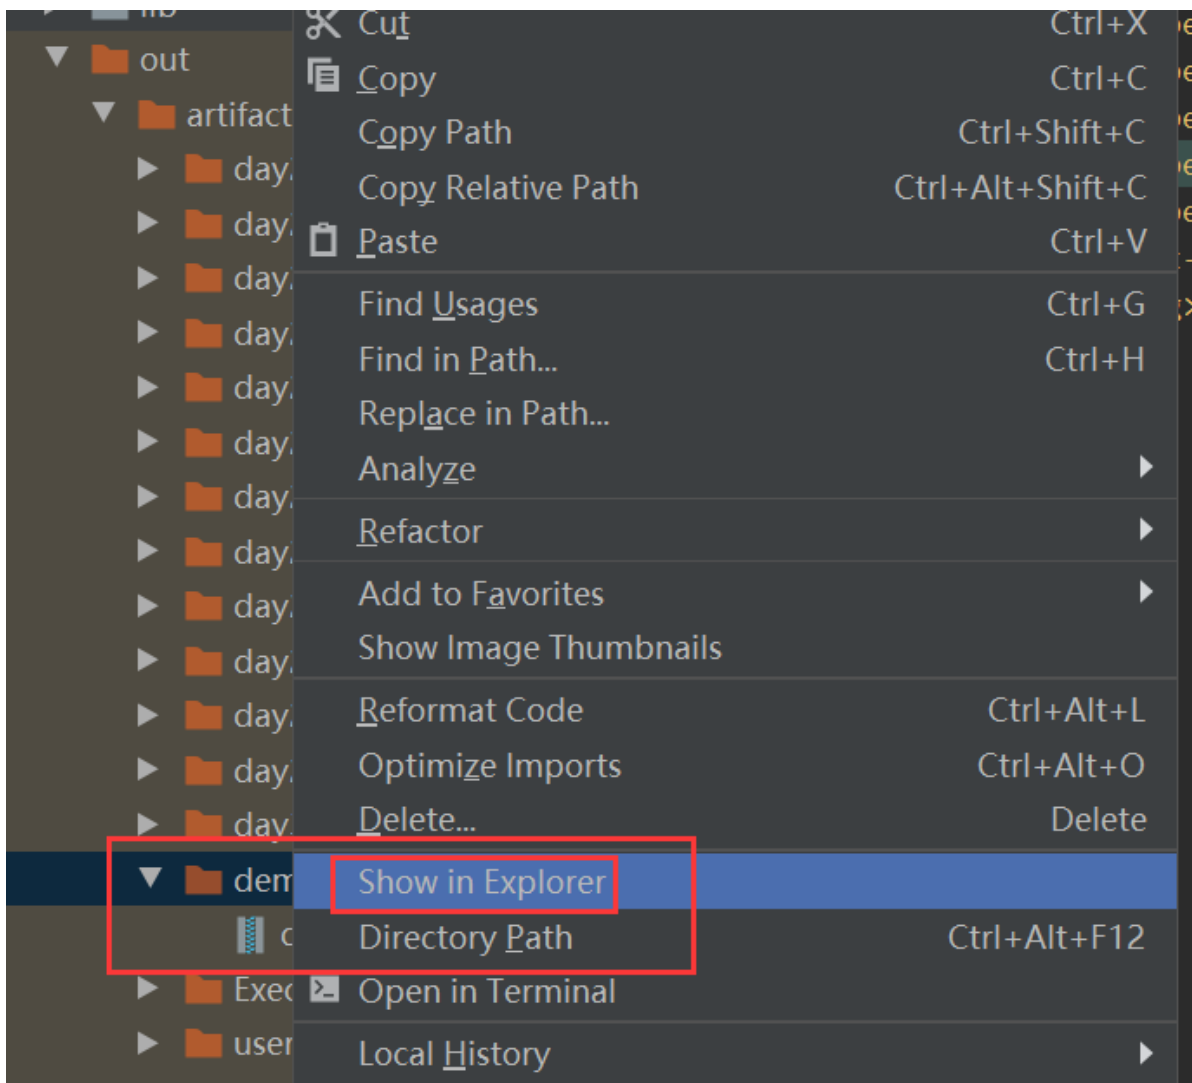 lib
out
artifact
day
day
day
day
day
day
day
day
day
day
day
day
day
dem
Exec
user
Cut Ctrl+X
Copy Ctrl+C
Copy Path Ctrl+Shift+C
Copy Relative Path Ctrl+Alt+Shift+C
Paste Ctrl+V
Find Usages Ctrl+G
Find in Path... Ctrl+H
Replace in Path...
Analyze
Refactor
Add to Favorites
Show Image Thumbnails
Reformat Code Ctrl+Alt+L
Optimize Imports Ctrl+Alt+O
Delete... Delete
Show in Explorer
Directory Path Ctrl+Alt+F12
Open in Terminal
Local History